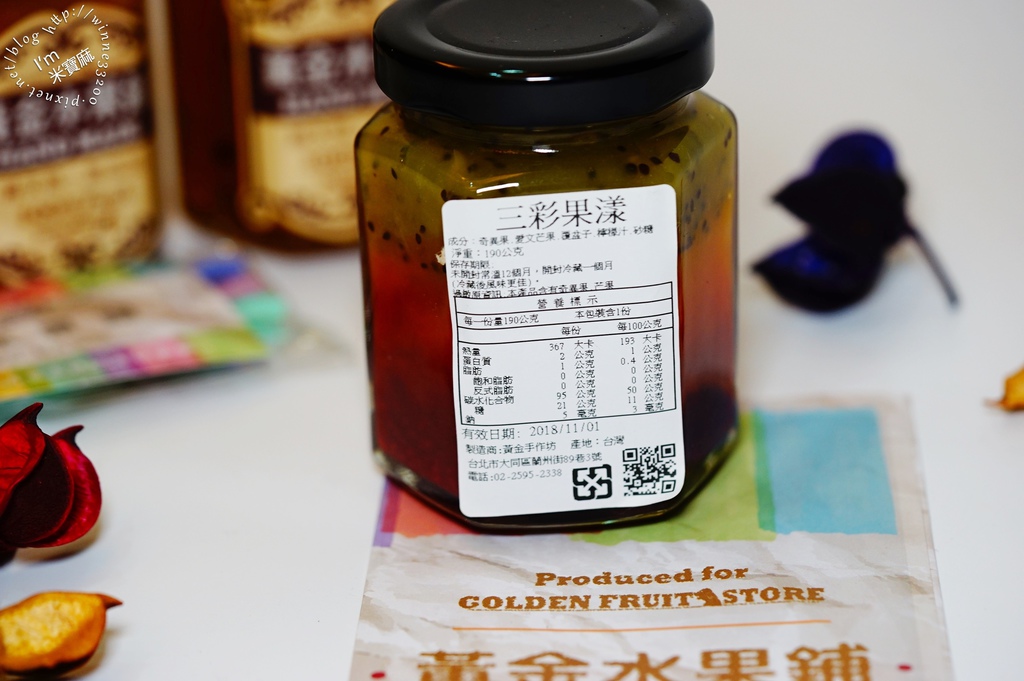 http://winnie3200.pixnet.net/blog
I'm
米寶麻
三彩果漾
成分：奇異果.愛文芒果.覆盆子.檸檬汁.砂糖
淨重：190公克
保存期限
未開封常溫12個月，開封冷藏一個月
(冷藏後風味更佳)。
過敏原資訊：本產品含有奇異果 芒果
營養標示
每一份量190公克 本包裝含1份
每份 每100公克
熱量 367 大卡 193 大卡
蛋白質 2 公克 1 公克
脂肪 1 公克 0.4 公克
飽和脂肪 0 公克 0 公克
反式脂肪 0 公克 0 公克
碳水化合物 95 公克 50 公克
糖 21 公克 11 公克
鈉 5 毫克 3 毫克
有效日期: 2018/11/01
製造商:黃金手作坊 產地:台灣
台北市大同區蘭州街89巷3號
電話:02-2595-2338
Produced for
GOLDEN FRUIT STORE
黃金水果鋪